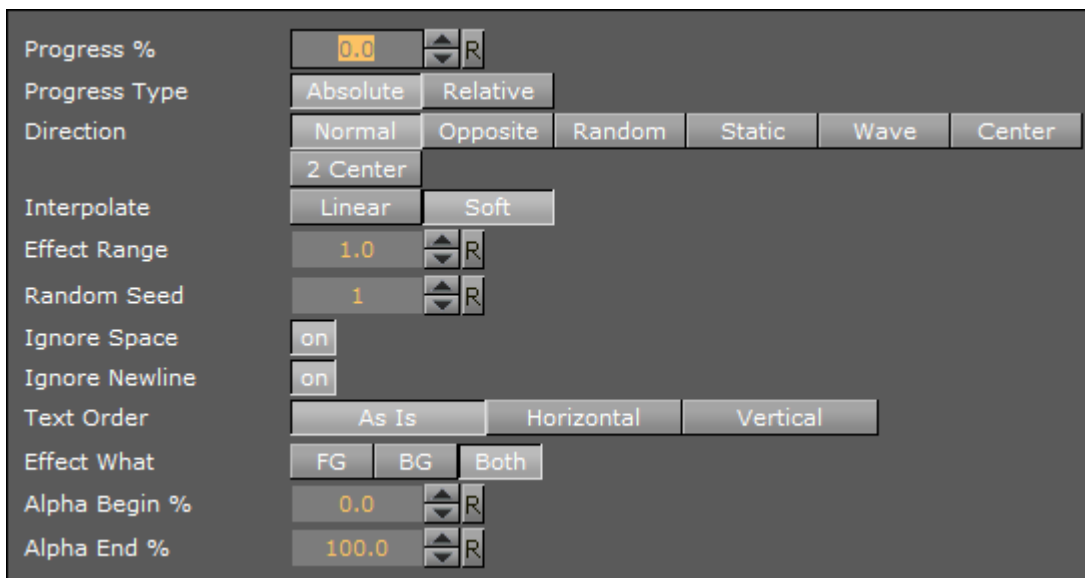 Progress % 0.0 R
Progress Type Absolute Relative
Direction Normal Opposite Random Static Wave Center
2 Center
Interpolate Linear Soft
Effect Range 1.0 R
Random Seed 1 R
Ignore Space on
Ignore Newline on
Text Order As Is Horizontal Vertical
Effect What FG BG Both
Alpha Begin % 0.0 R
Alpha End % 100.0 R